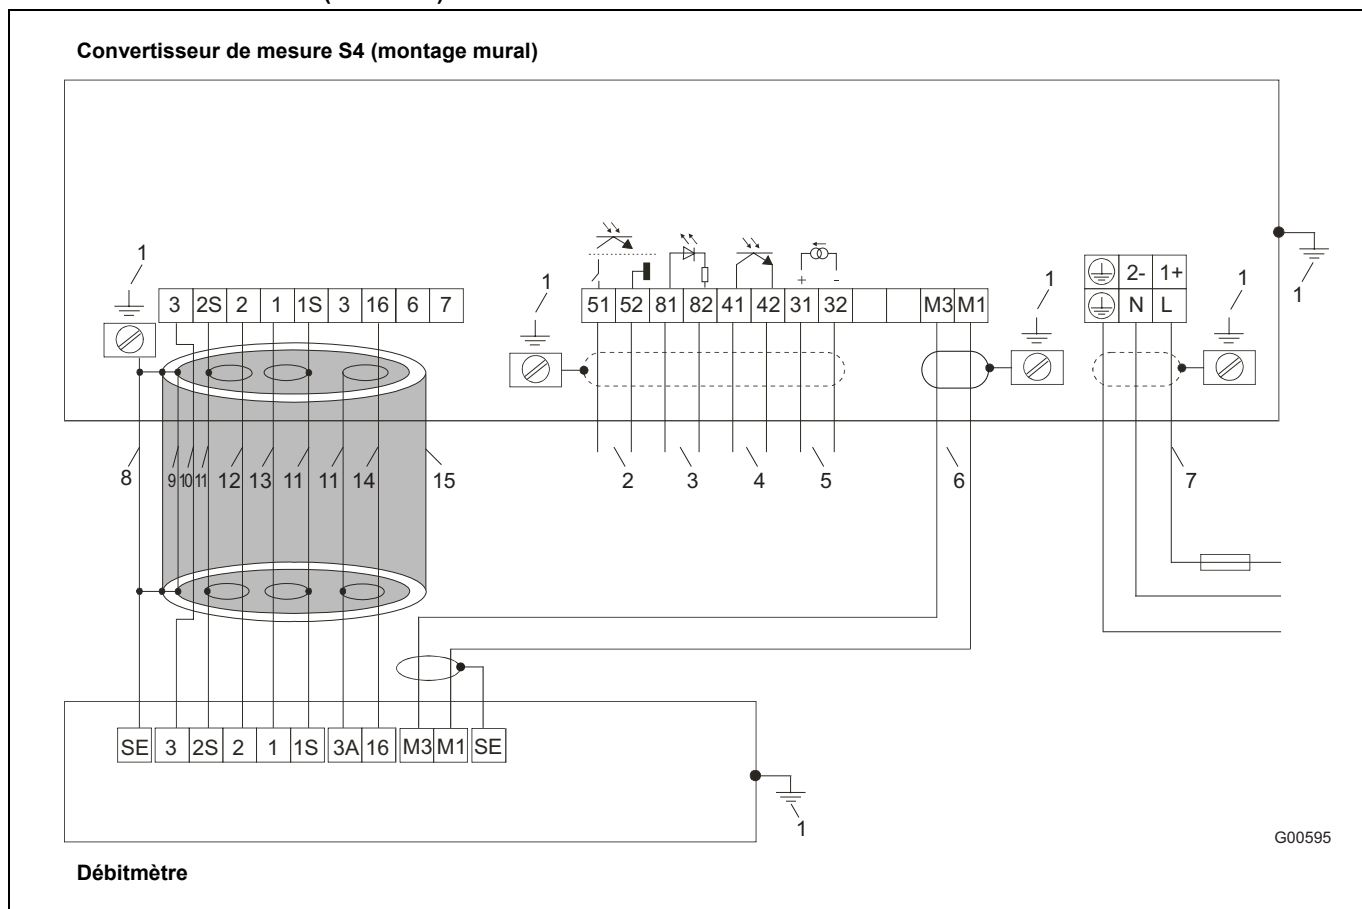 Convertisseur de mesure S4 (montage mural)
1
3 2S 2 1 1S 3 16 6 7
1
+ -
51 52 81 82 41 42 31 32 M3 M1
1
2- 1+
N L
1
1
8 9 10 11 12 13 11 11 14 15
2 3 4 5 6 7
SE 3 2S 2 1 1S 3A 16 M3 M1 SE
1
G00595
Débitmètre